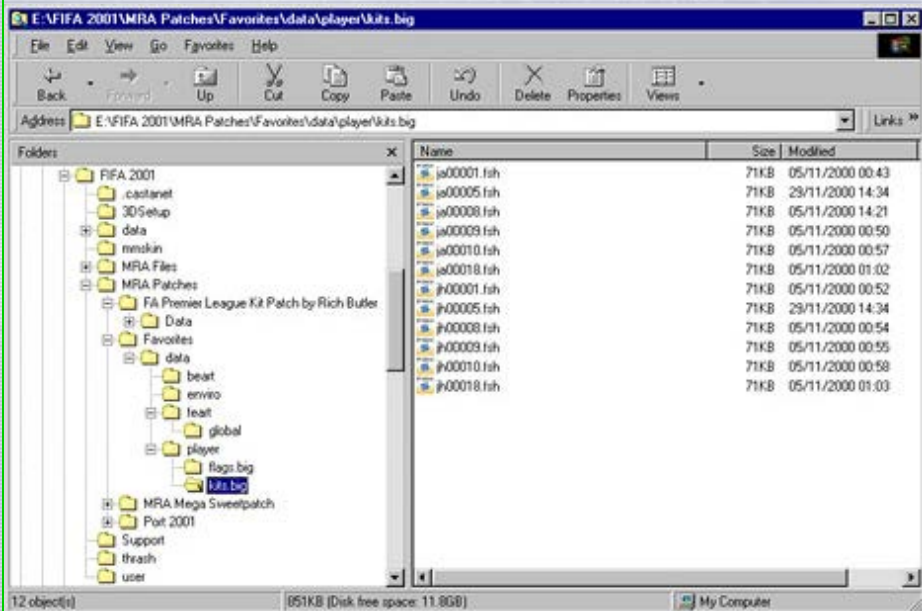 E:\FIFA 2001\MRA Patches\Favorites\data\player\kits.big
File Edit View Go Favorites Help
Back Forward Up Cut Copy Paste Undo Delete Properties Views
Address E:\FIFA 2001\MRA Patches\Favorites\data\player\kits.big Links »
Folders
FIFA 2001
.castanet
3DSetup
data
mmskin
MRA Files
MRA Patches
FA Premier League Kit Patch by Rich Butler
Data
Favorites
data
beart
enviro
feart
global
player
flags.big
kits.big
MRA Mega Sweetpatch
Port 2001
Support
thrash
user
Name Size Modified
ja00001.fsh 71KB 05/11/2000 00:43
ja00005.fsh 71KB 29/11/2000 14:34
ja00008.fsh 71KB 05/11/2000 14:21
ja00009.fsh 71KB 05/11/2000 00:50
ja00010.fsh 71KB 05/11/2000 00:57
ja00018.fsh 71KB 05/11/2000 01:02
jh00001.fsh 71KB 05/11/2000 00:52
jh00005.fsh 71KB 29/11/2000 14:34
jh00008.fsh 71KB 05/11/2000 00:54
jh00009.fsh 71KB 05/11/2000 00:55
jh00010.fsh 71KB 05/11/2000 00:58
jh00018.fsh 71KB 05/11/2000 01:03
12 object(s) 851KB (Disk free space: 11.8GB) My Computer